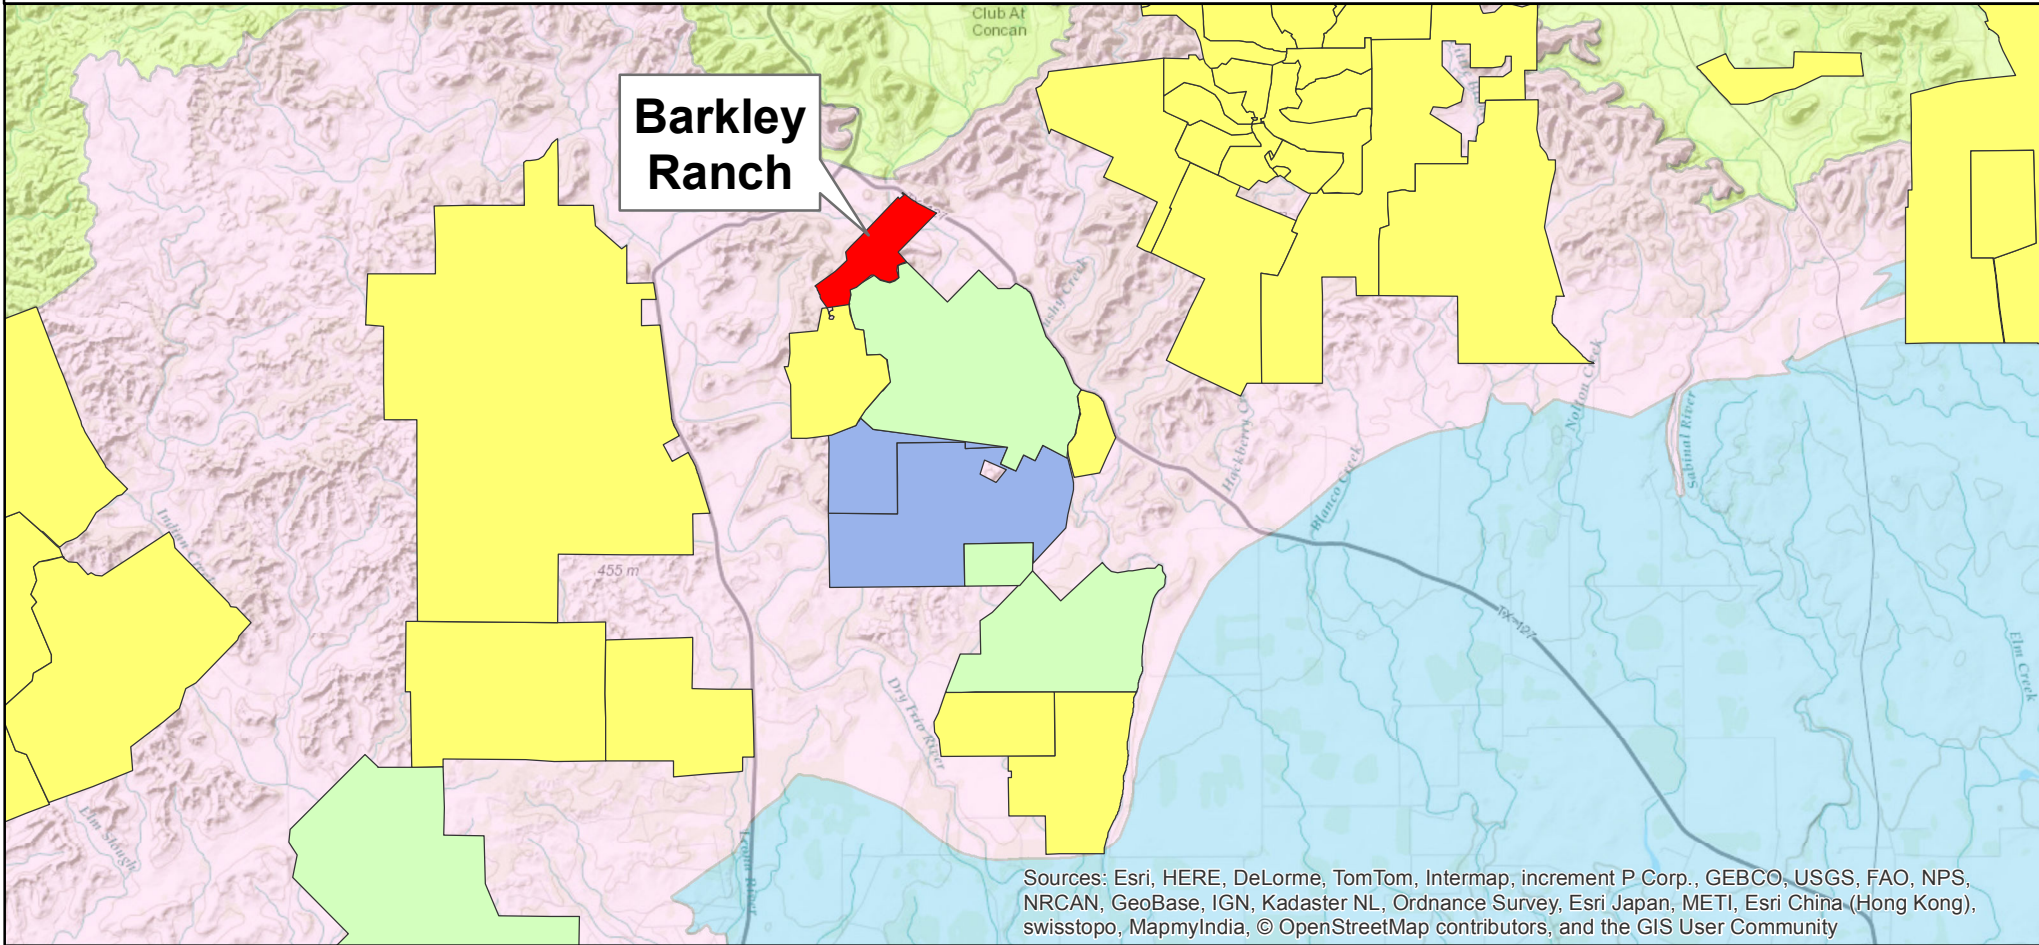 Club At
Concan
Barkley
Ranch
Hackberry
Blanco Creek
Nolton Creek
Sabinal River
Indian Creek
455 m
TX-127
Elm Creek
Dry Frio River
Elm Slough
Leona River
Sources: Esri, HERE, DeLorme, TomTom, Intermap, increment P Corp., GEBCO, USGS, FAO, NPS,
NRCAN, GeoBase, IGN, Kadaster NL, Ordnance Survey, Esri Japan, METI, Esri China (Hong Kong),
swisstopo, MapmyIndia, © OpenStreetMap contributors, and the GIS User Community